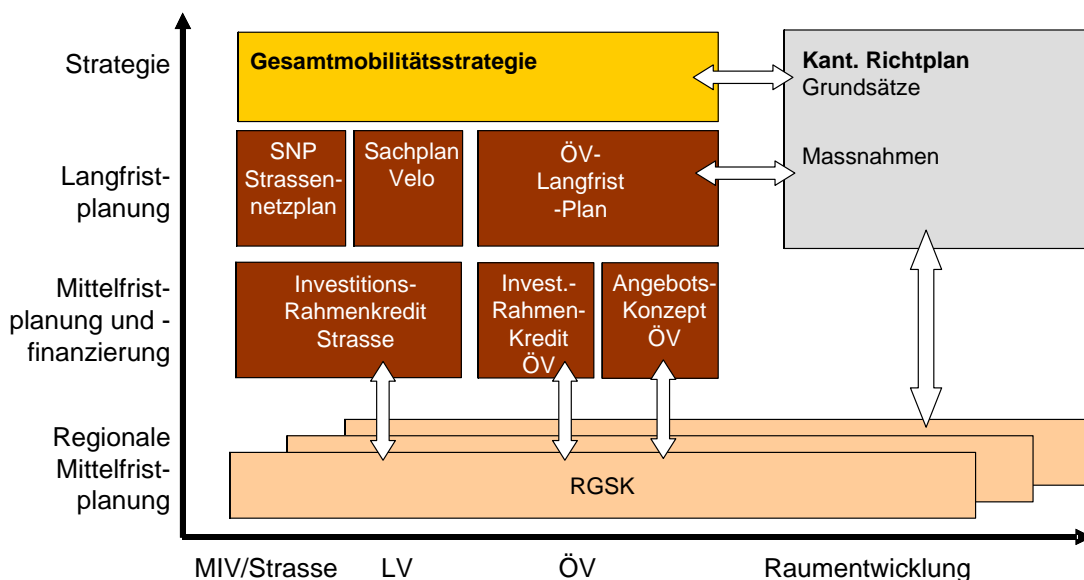 Strategie
Gesamtmobilitätsstrategie
Kant. Richtplan
Grundsätze
Massnahmen
Langfrist-
planung
SNP
Strassen-
netzplan
Sachplan
Velo
ÖV-
Langfrist
-Plan
Mittelfrist-
planung und -
finanzierung
Investitions-
Rahmenkredit
Strasse
Invest.-
Rahmen-
Kredit
ÖV
Angebots-
Konzept
ÖV
Regionale
Mittelfrist-
planung
RGSK
MIV/Strasse
LV
ÖV
Raumentwicklung